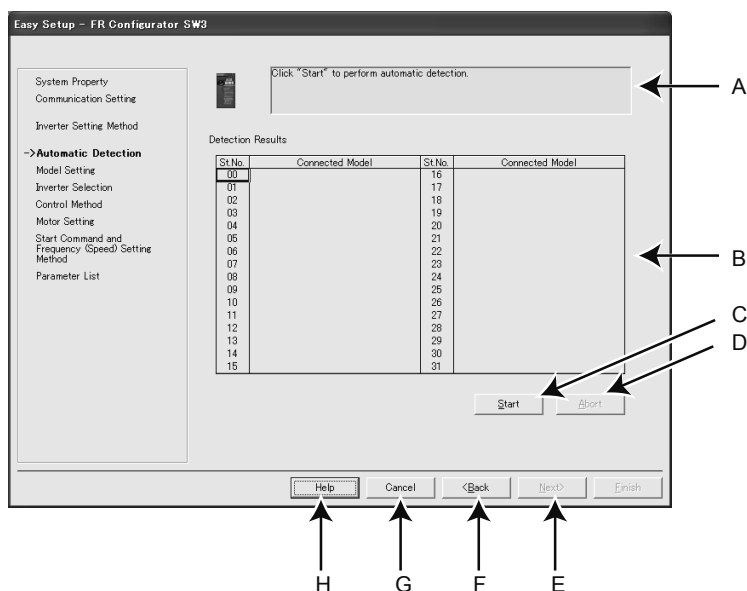 Easy Setup - FR Configurator SW3
System Property
Communication Setting
Inverter Setting Method
->Automatic Detection
Model Setting
Inverter Selection
Control Method
Motor Setting
Start Command and
Frequency (Speed) Setting
Method
Parameter List
Click "Start" to perform automatic detection.
A
Detection Results
St.No. Connected Model St.No. Connected Model
00 16
01 17
02 18
03 19
04 20
05 21
06 22
07 23
08 24
09 25
10 26
11 27
12 28
13 29
14 30
15 31
B
C
D
Start Abort
Help Cancel <Back Next> Finish
H G F E